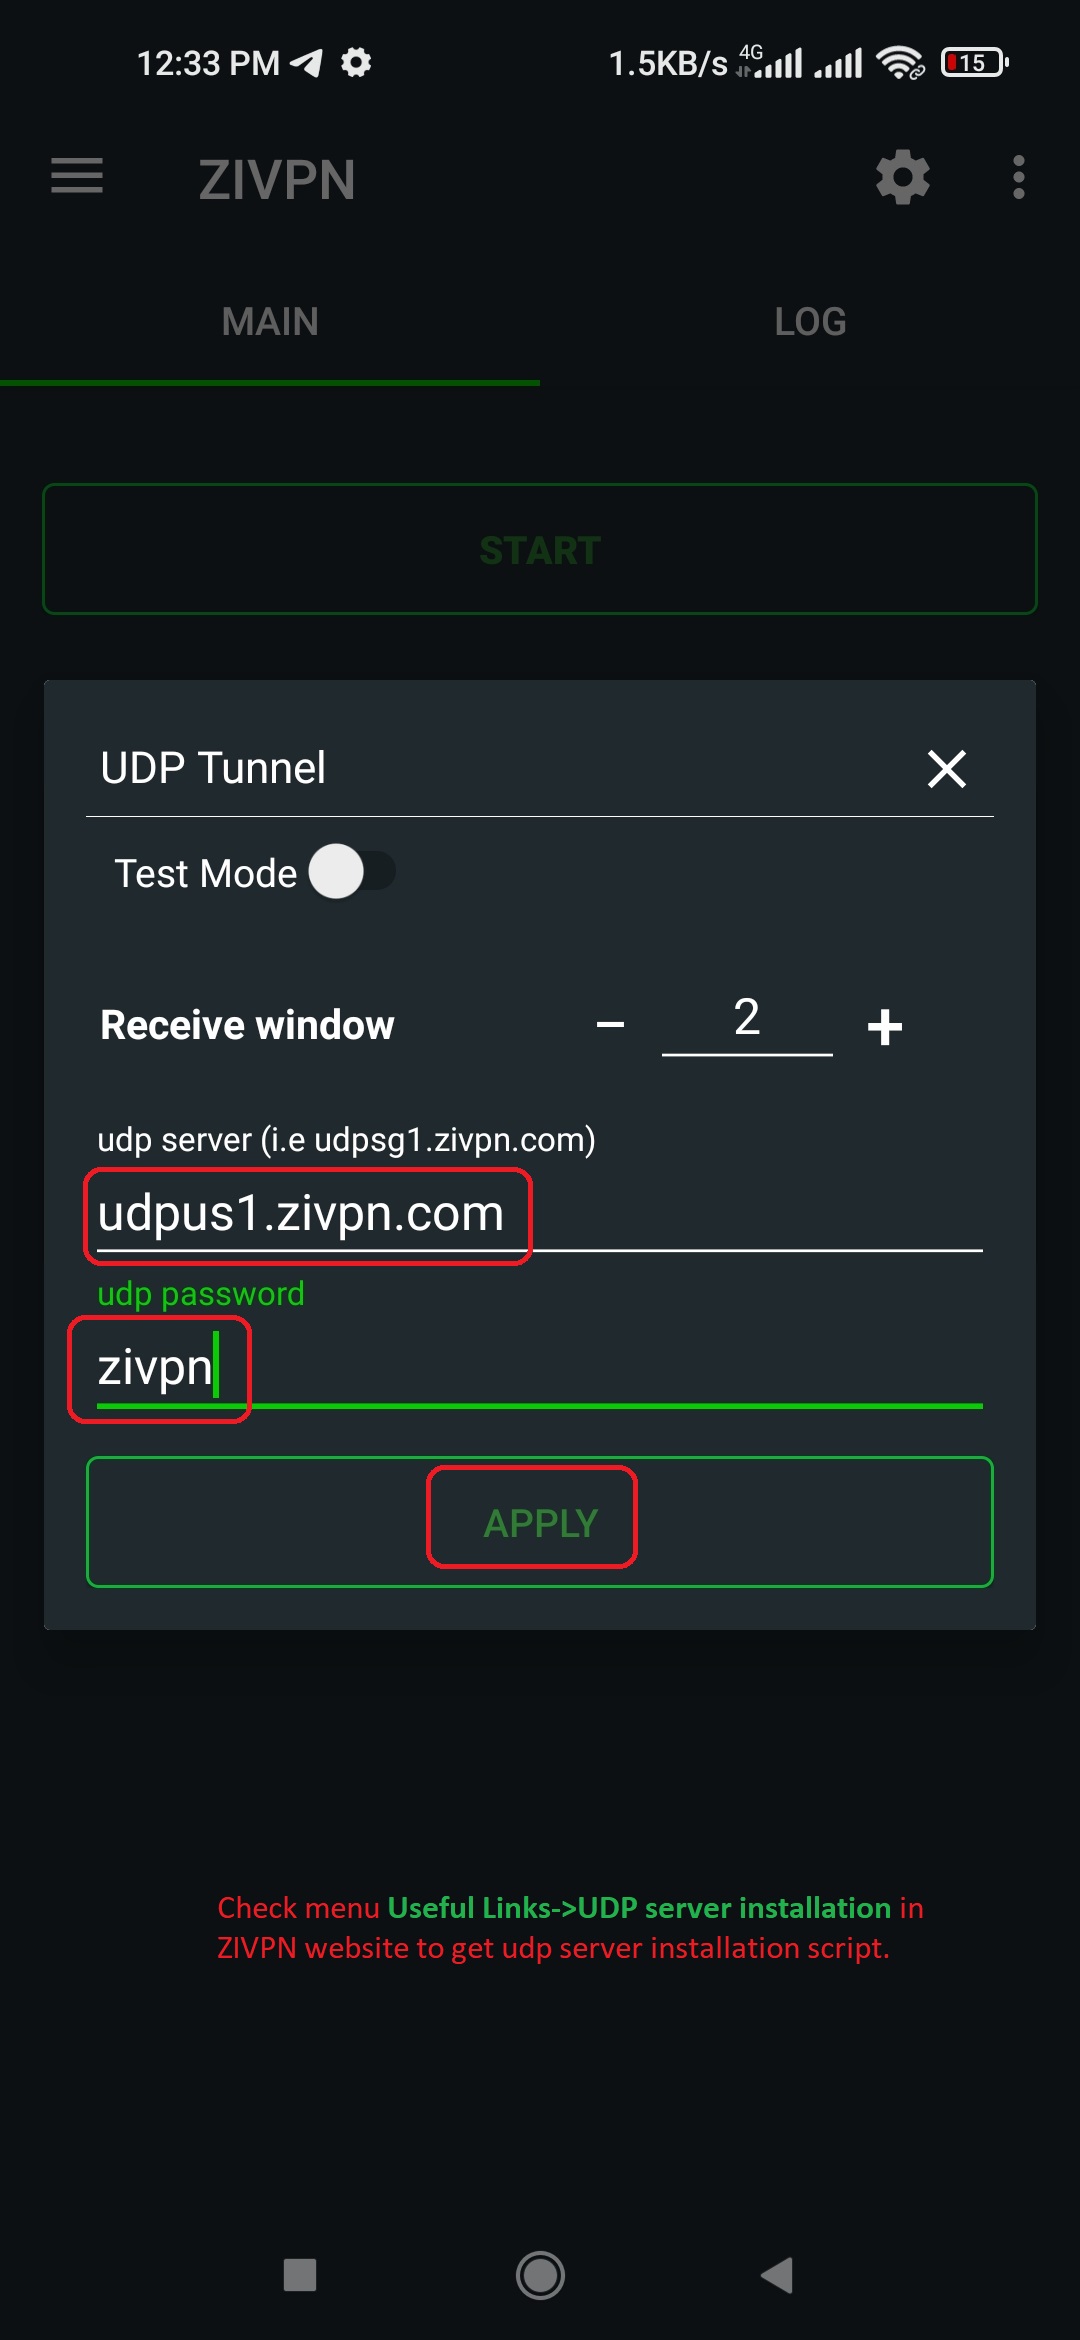 12:33 PM 1.5KB/s 4G 15
ZIVPN
MAIN LOG
START
UDP Tunnel
Test Mode
Receive window − 2 +
udp server (i.e udpsg1.zivpn.com)
udpus1.zivpn.com
udp password
zivpn
APPLY
Check menu Useful Links->UDP server installation in
ZIVPN website to get udp server installation script.